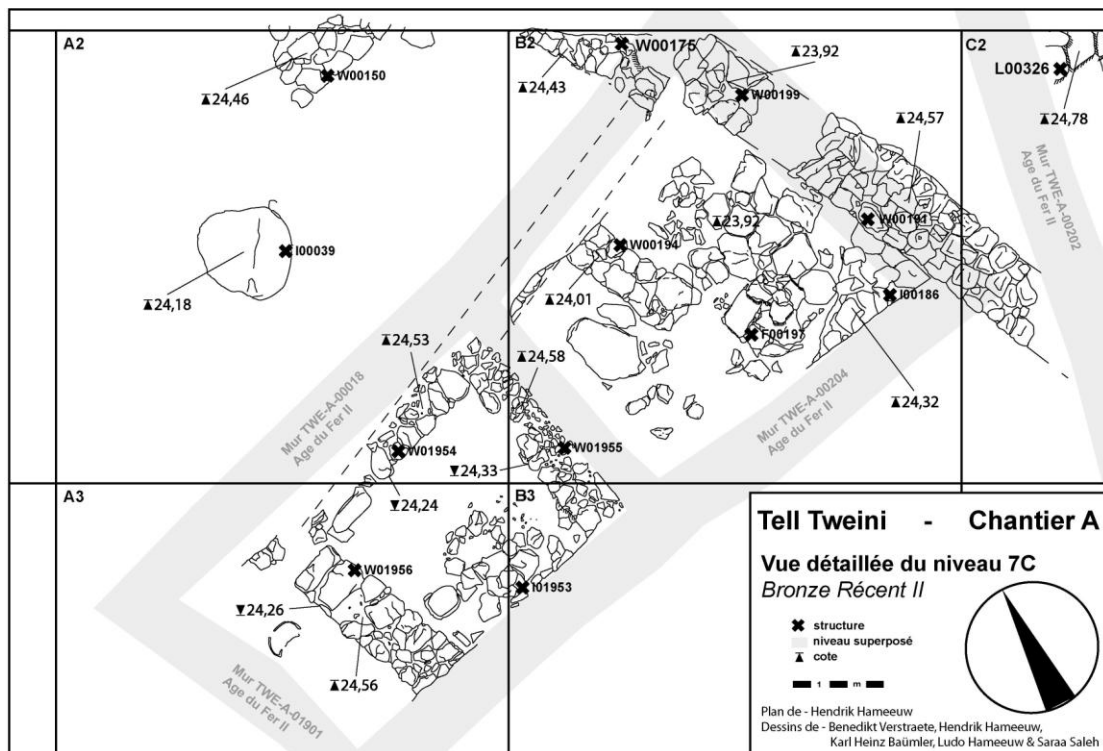 A2
B2
C2
W00150
24,46
W00175
24,43
23,92
W00199
L00326
24,78
24,57
Mur TWE-A-00202
Age du Fer II
I00039
24,18
W00194
24,01
23,92
W00191
I00186
F00197
24,32
24,53
24,58
Mur TWE-A-00018
Age du Fer II
Mur TWE-A-00204
Age du Fer II
W01954
W01955
24,33
24,24
A3
B3
W01956
I01953
24,26
24,56
Mur TWE-A-01901
Age du Fer II
Tell Tweini - Chantier A
Vue détaillée du niveau 7C
Bronze Récent II
structure
niveau superposé
cote
1 m
Plan de - Hendrik Hameeuw
Dessins de - Benedikt Verstraete, Hendrik Hameeuw,
Karl Heinz Baümler, Ludo Hameeuw & Saraa Saleh